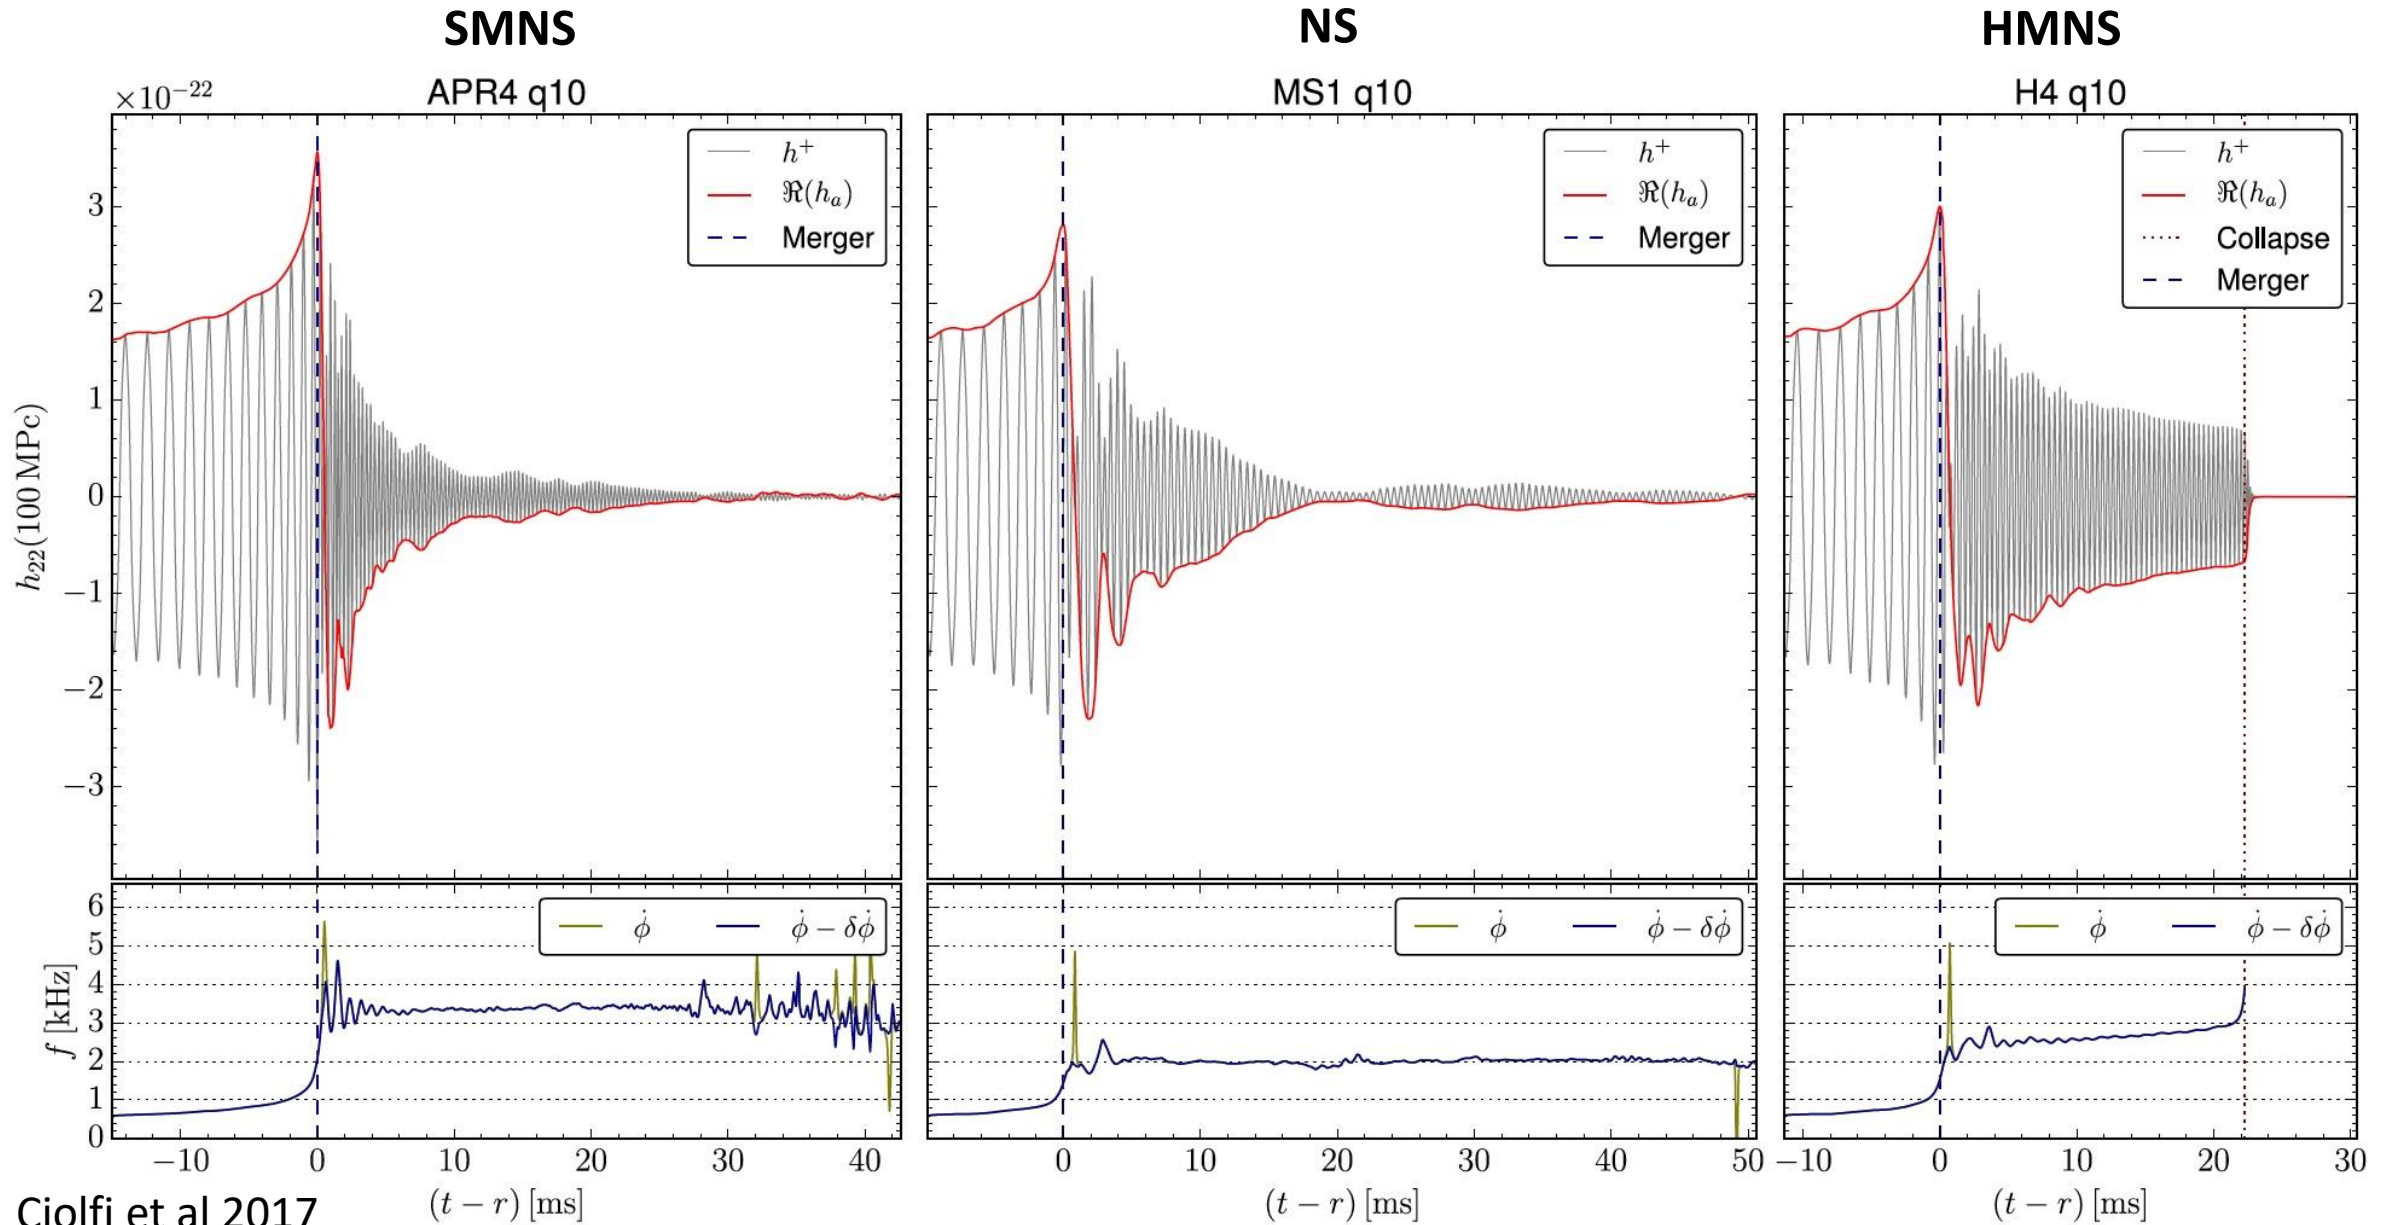 SMNS
NS
HMNS
APR4 q10
MS1 q10
H4 q10
×10⁻²²
h⁺
ℜ(hₐ)
Merger
h⁺
ℜ(hₐ)
Merger
h⁺
ℜ(hₐ)
Collapse
Merger
3
2
1
0
−1
−2
−3
h₂₂(100 MPc)
φ̇
φ̇ − δφ̇
φ̇
φ̇ − δφ̇
φ̇
φ̇ − δφ̇
6
5
4
3
2
1
0
f [kHz]
−10 0 10 20 30 40
0 10 20 30 40 50
−10 0 10 20 30
(t − r) [ms]
(t − r) [ms]
(t − r) [ms]
Ciolfi et al 2017